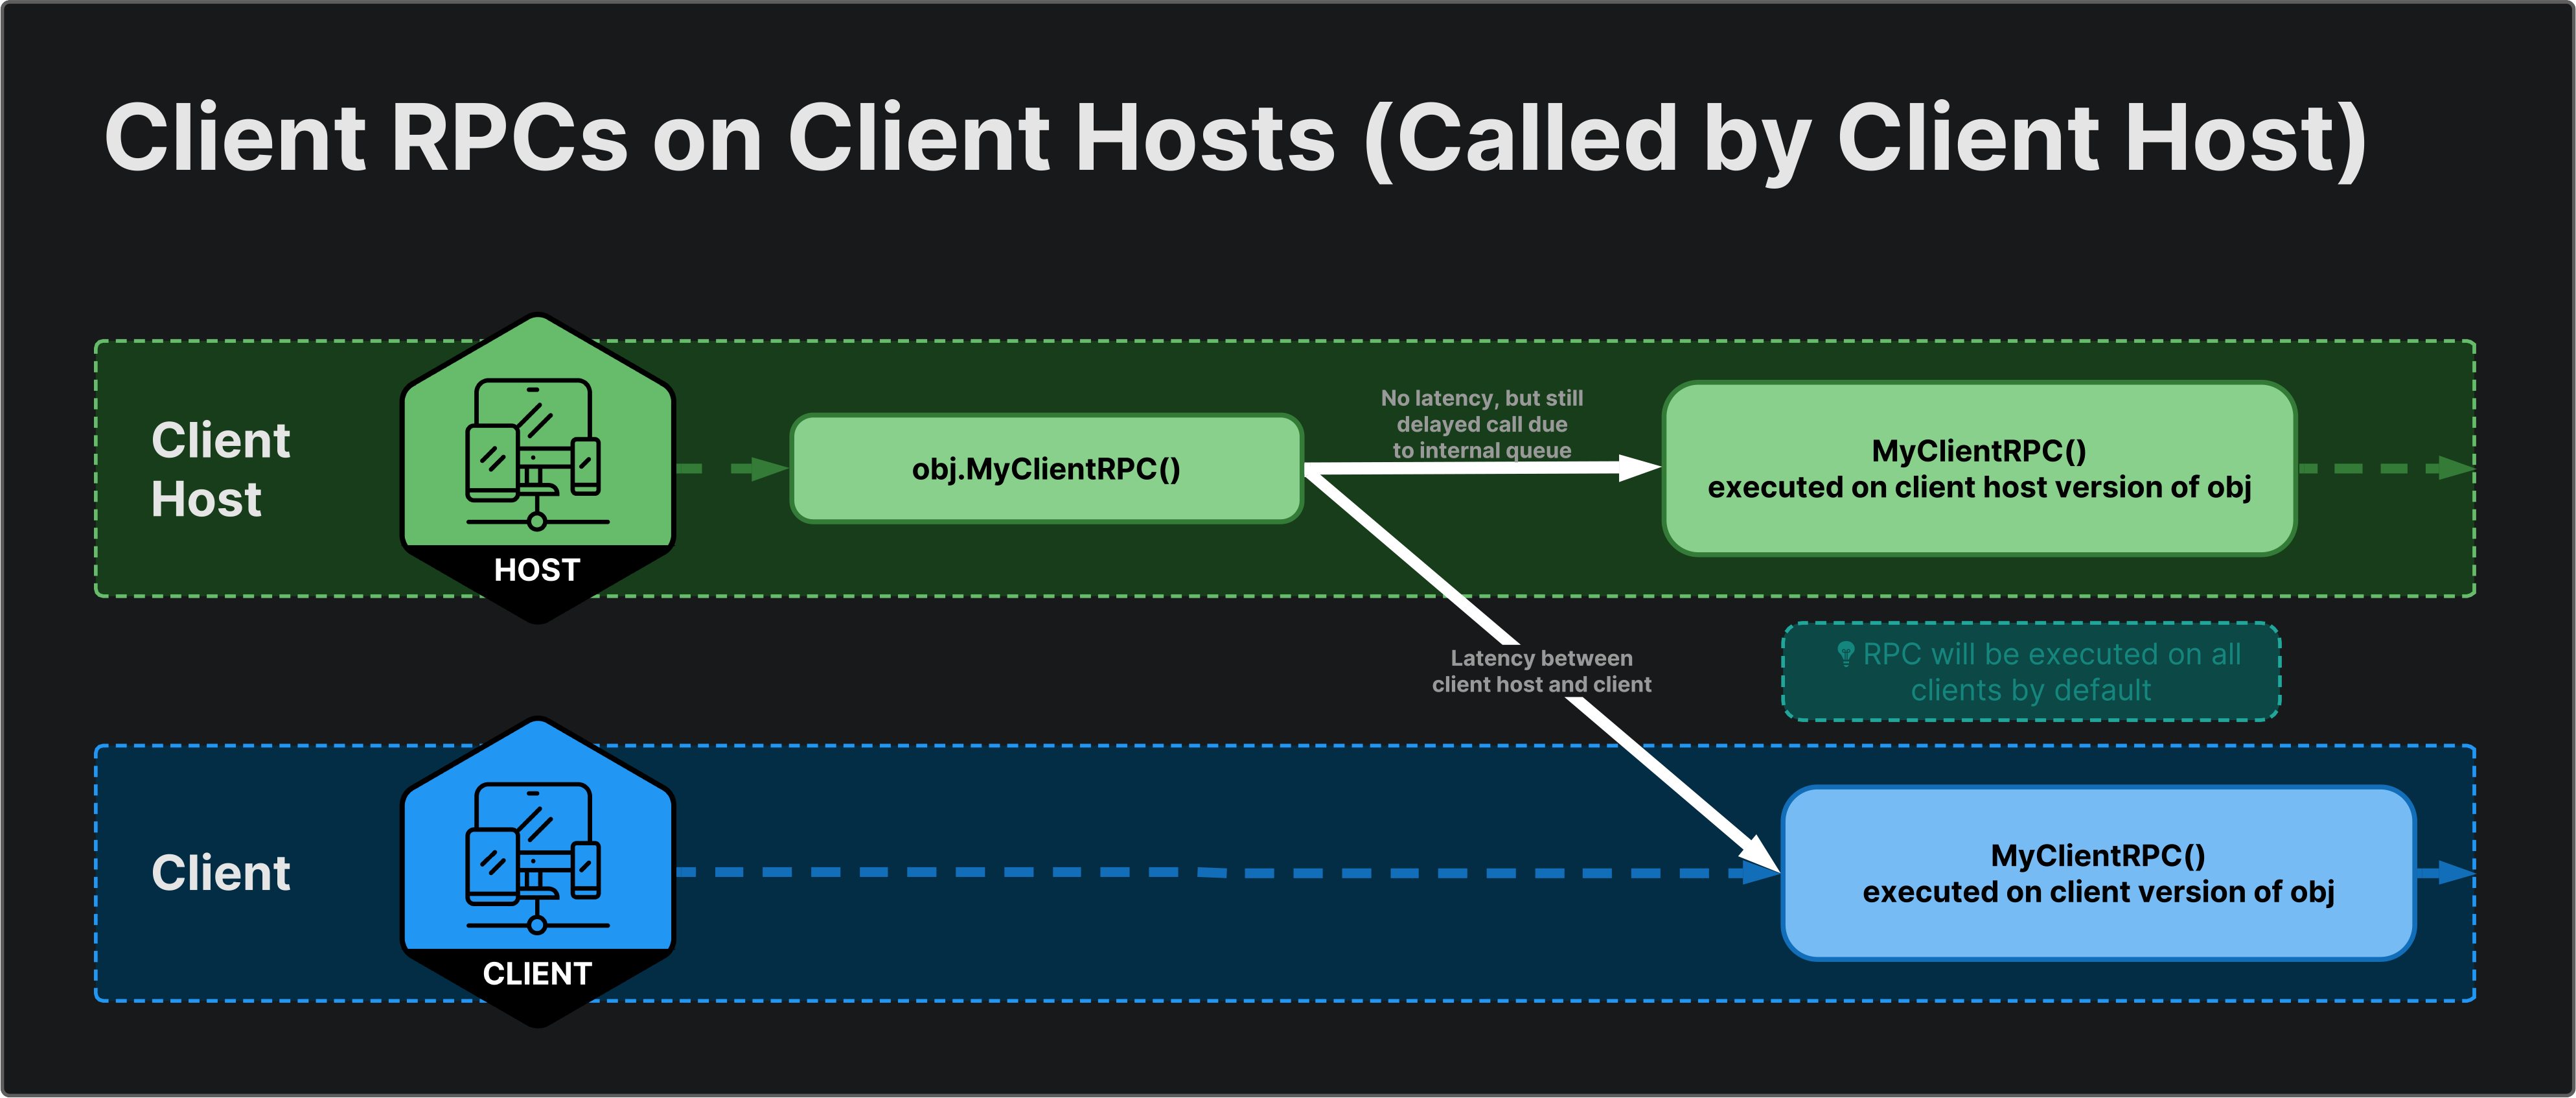 Client RPCs on Client Hosts (Called by Client Host)
Client
Host
HOST
obj.MyClientRPC()
No latency, but still
delayed call due
to internal queue
MyClientRPC()
executed on client host version of obj
Latency between
client host and client
RPC will be executed on all
clients by default
Client
CLIENT
MyClientRPC()
executed on client version of obj